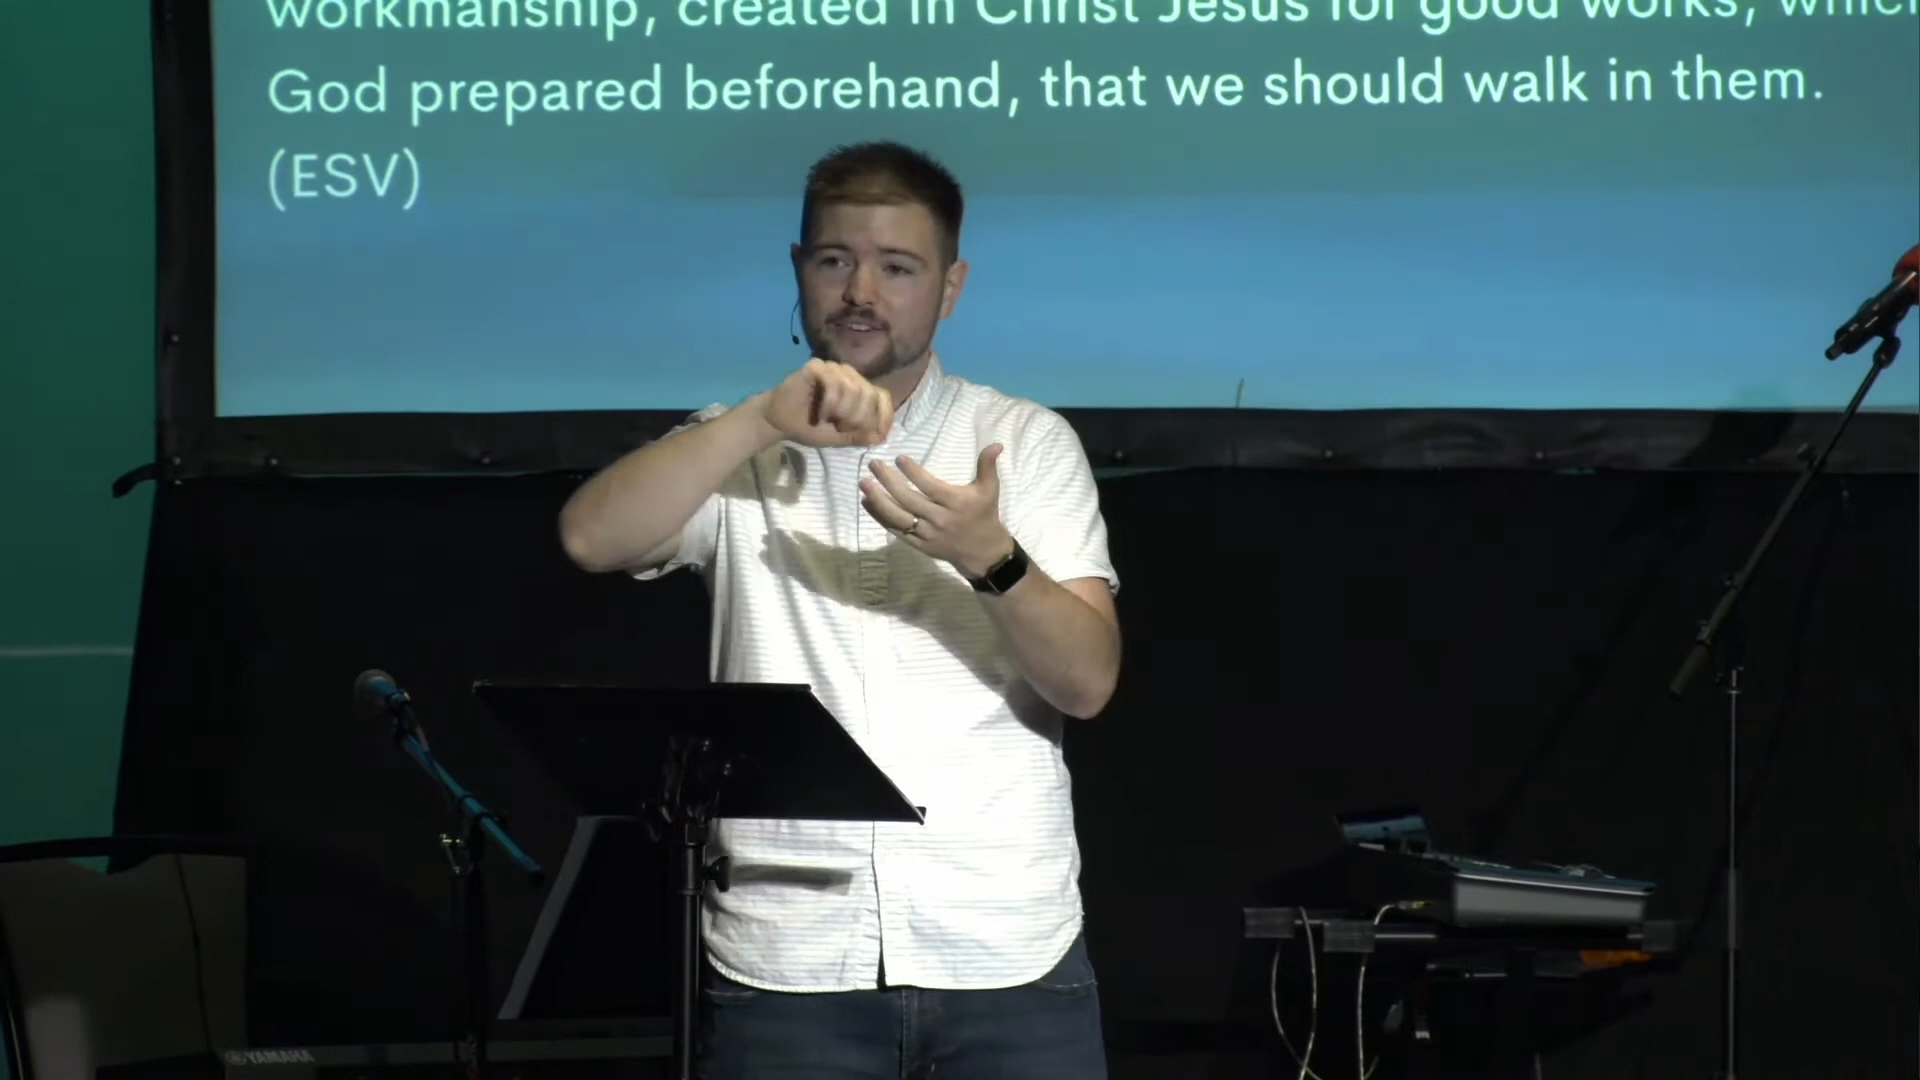 workmanship, created in Christ Jesus for good works, which
God prepared beforehand, that we should walk in them.
(ESV)
YAMAHA